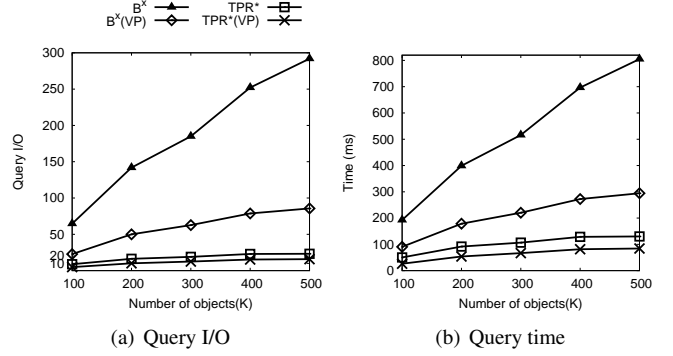 B^x TPR*
B^x(VP) TPR*(VP)
300
250
200
150
100
50
20
10
Query I/O
100 200 300 400 500
Number of objects(K)
(a) Query I/O
800
700
600
500
400
300
200
100
0
Time (ms)
100 200 300 400 500
Number of objects(K)
(b) Query time